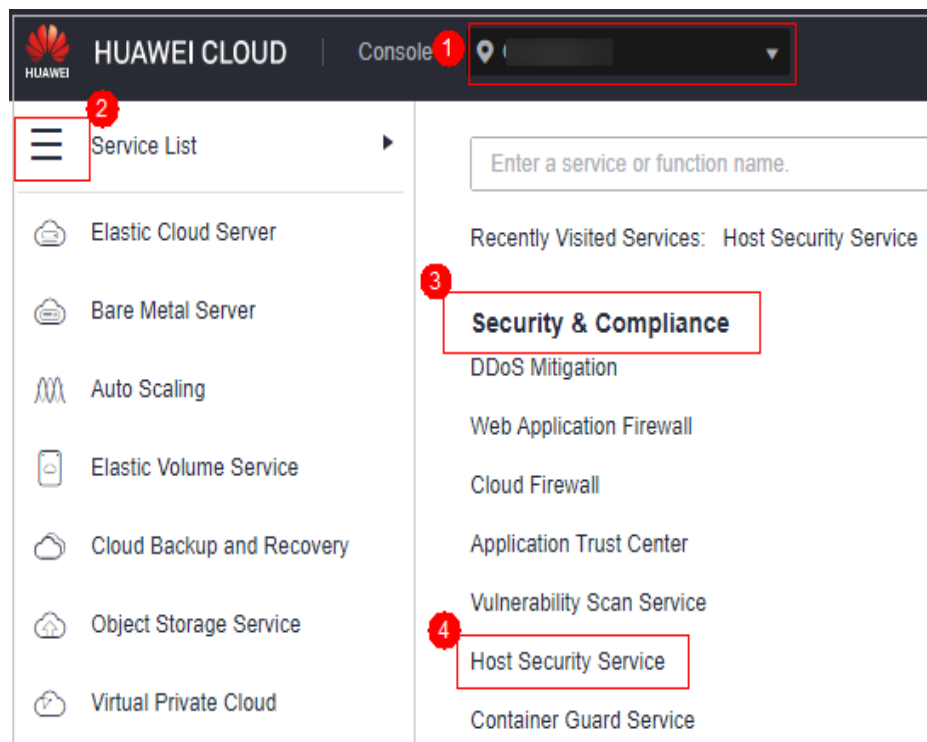 HUAWEI
HUAWEI CLOUD
Console
1
2
Service List
Elastic Cloud Server
Bare Metal Server
Auto Scaling
Elastic Volume Service
Cloud Backup and Recovery
Object Storage Service
Virtual Private Cloud
Enter a service or function name.
Recently Visited Services: Host Security Service
3
Security & Compliance
DDoS Mitigation
Web Application Firewall
Cloud Firewall
Application Trust Center
Vulnerability Scan Service
4
Host Security Service
Container Guard Service